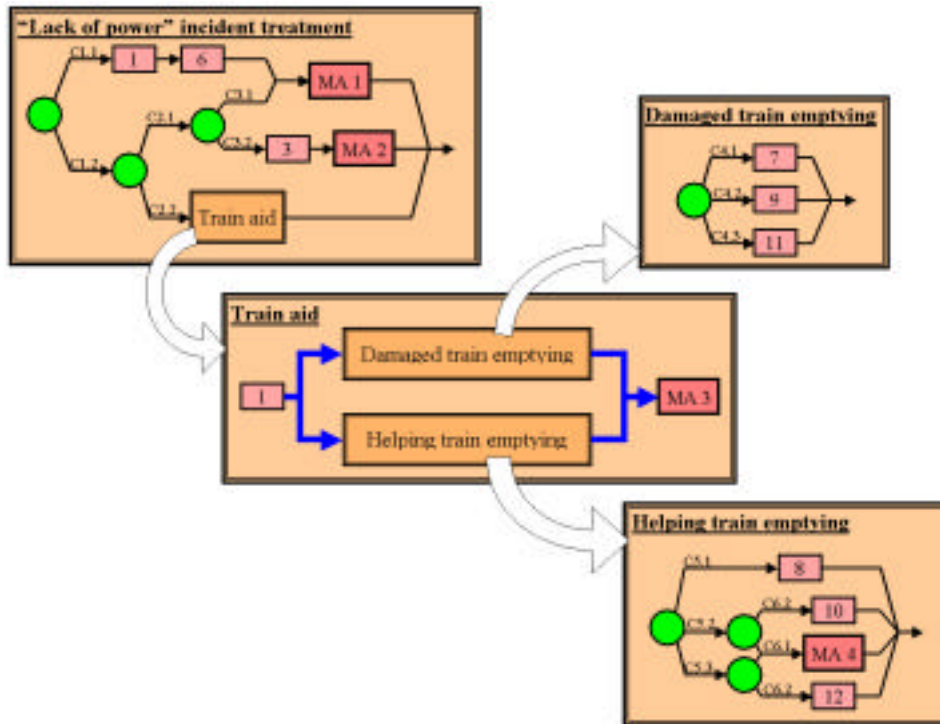 “Lack of power” incident treatment
C1.1
1
6
C3.1
MA 1
C2.1
C3.2
3
MA 2
C1.2
C2.2
Train aid
Damaged train emptying
C4.1
7
C4.2
9
C4.3
11
Train aid
Damaged train emptying
1
MA 3
Helping train emptying
Helping train emptying
C5.1
8
C6.2
10
C5.2
C6.1
MA 4
C5.3
C6.2
12